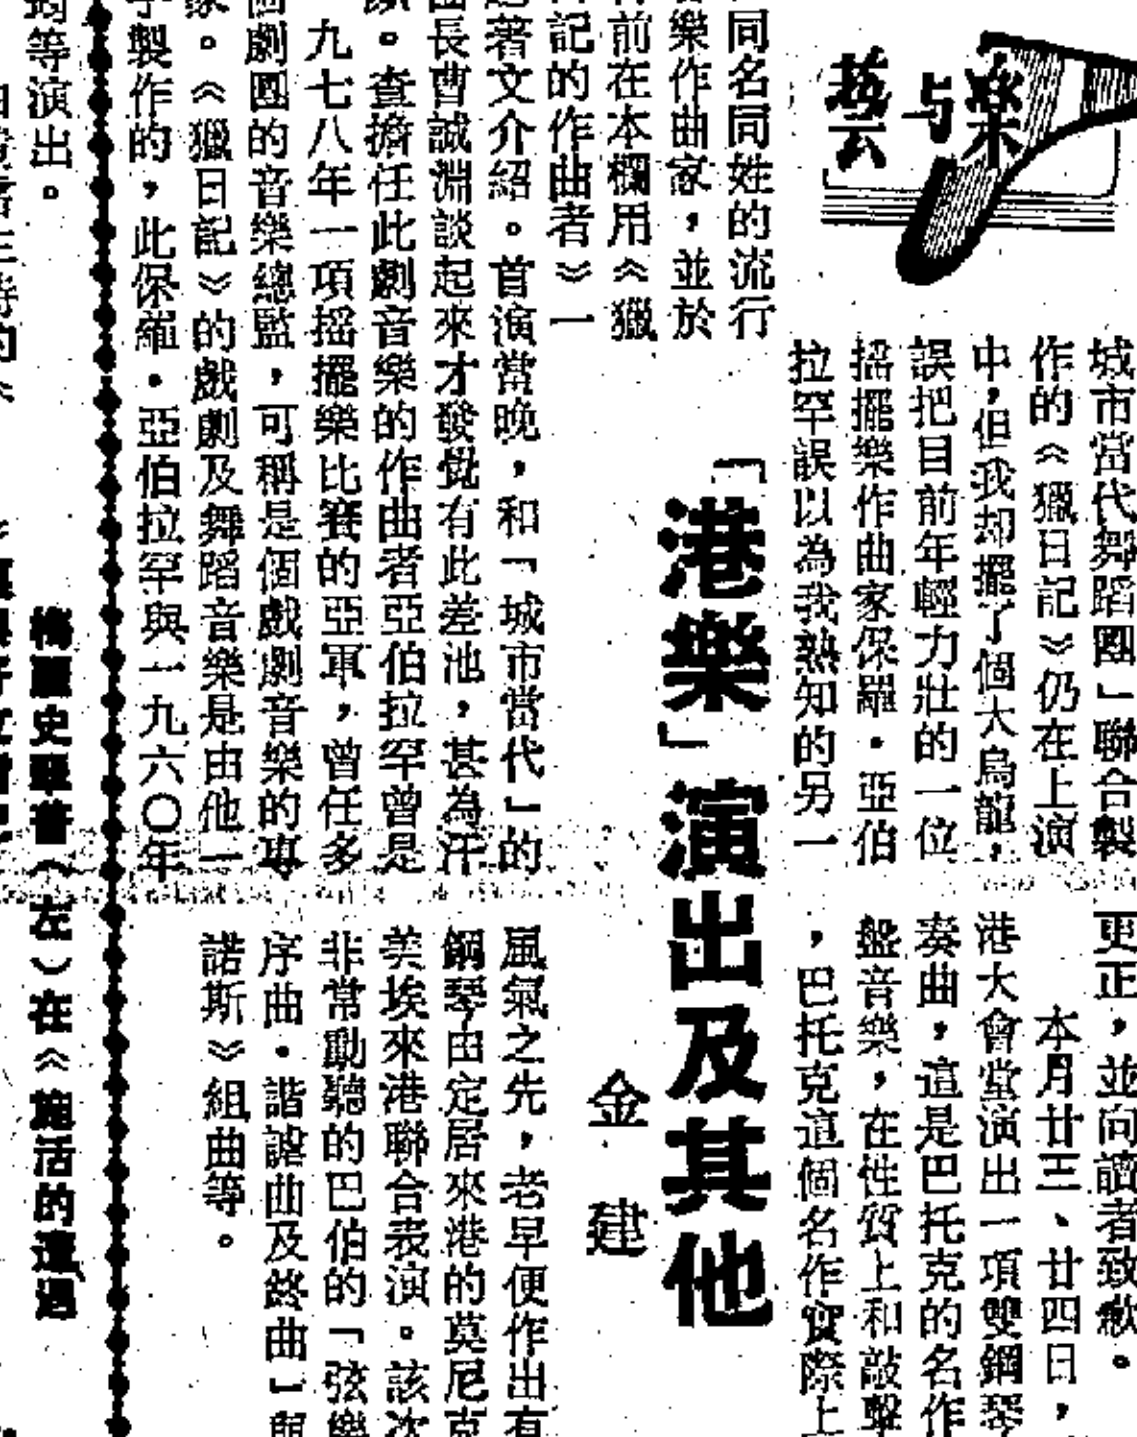 藝与樂
城市當代舞蹈團」聯合製
作的《獵日記》仍在上演
中,但我却擺了個大烏龍,
誤把目前年輕力壯的一位
搖擺樂作曲家保羅・亞伯
拉罕誤以為我熟知的另一
同名同姓的流行
樂作曲家,並於
前在本欄用《獵
記的作曲者》一
著文介紹。首演當晚,和「城市當代」的
團長曹誠淵談起來才發覺有此差池,甚為汗
顏。查擔任此劇音樂的作曲者亞伯拉罕曾是
九七八年一項搖擺樂比賽的亞軍,曾任多
個劇團的音樂總監,可稱是個戲劇音樂的專
家。《獵日記》的戲劇及舞蹈音樂是由他一
手製作的,此保羅・亞伯拉罕與一九六〇年
「港樂」演出及其他
金建
更正,並向讀者致歉。
本月廿三、廿四日,
港大會堂演出一項雙鋼琴
奏曲,這是巴托克的名作
盤音樂,在性質上和敲擊
,巴托克這個名作實際上
風氣之先,老早便作出有
鋼琴由定居來港的莫尼克
美埃來港聯合表演。該次
非常動聽的巴伯的「弦樂
序曲・諧謔曲及終曲」與
諾斯》組曲等。
等演出。
梅麗史翠普(左)在《施活的遭遇